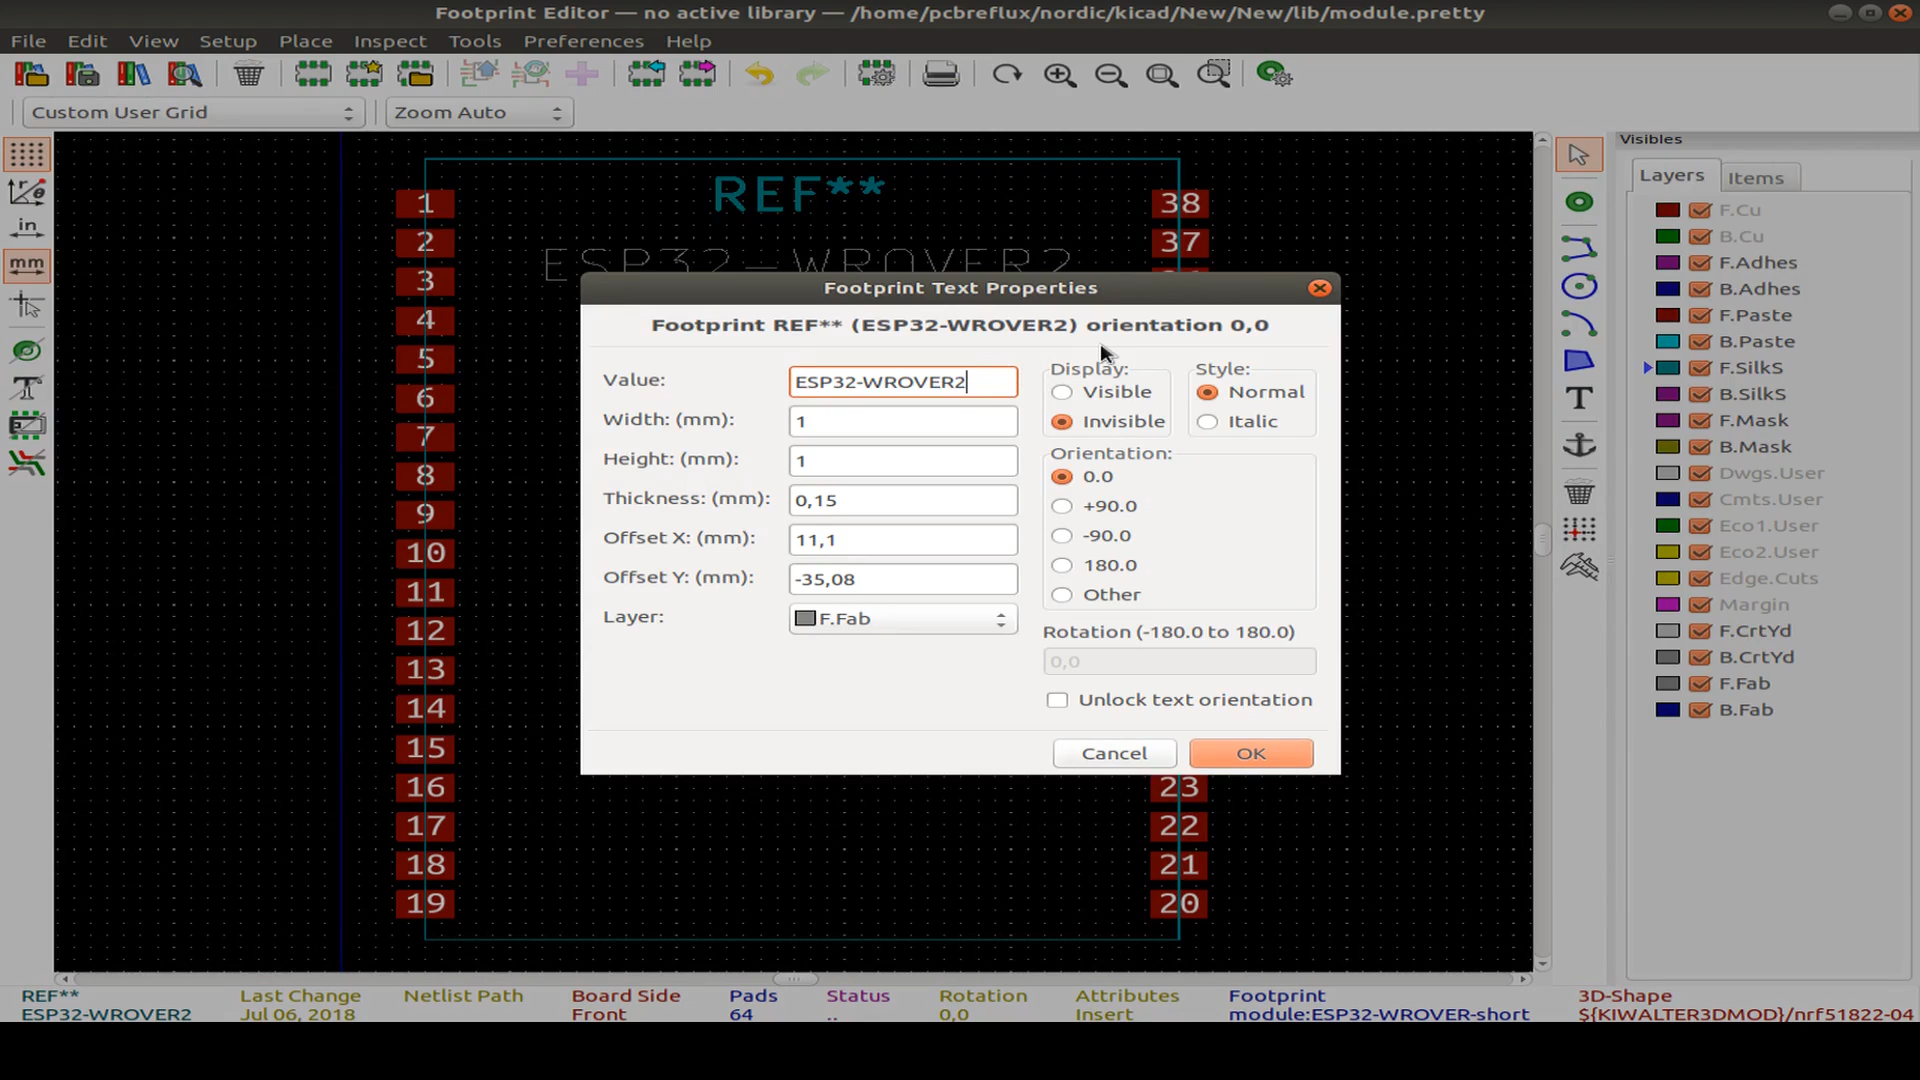 Footprint Editor — no active library — /home/pcbreflux/nordic/kicad/New/New/lib/module.pretty
File Edit View Setup Place Inspect Tools Preferences Help
Custom User Grid Zoom Auto
in
mm
REF**
ESP32-WROVER2
1
2
3
4
5
6
7
8
9
10
11
12
13
14
15
16
17
18
19
38
37
23
22
21
20
Footprint Text Properties
Footprint REF** (ESP32-WROVER2) orientation 0,0
Value: ESP32-WROVER2
Width: (mm): 1
Height: (mm): 1
Thickness: (mm): 0,15
Offset X: (mm): 11,1
Offset Y: (mm): -35,08
Layer: F.Fab
Display:
Visible
Invisible
Style:
Normal
Italic
Orientation:
0.0
+90.0
-90.0
180.0
Other
Rotation (-180.0 to 180.0)
0,0
Unlock text orientation
Cancel OK
Visibles
Layers Items
F.Cu
B.Cu
F.Adhes
B.Adhes
F.Paste
B.Paste
F.SilkS
B.SilkS
F.Mask
B.Mask
Dwgs.User
Cmts.User
Eco1.User
Eco2.User
Edge.Cuts
Margin
F.CrtYd
B.CrtYd
F.Fab
B.Fab
REF** Last Change Netlist Path Board Side Pads Status Rotation Attributes Footprint 3D-Shape
ESP32-WROVER2 Jul 06, 2018 Front 64 .. 0,0 Insert module:ESP32-WROVER-short ${KIWALTER3DMOD}/nrf51822-04